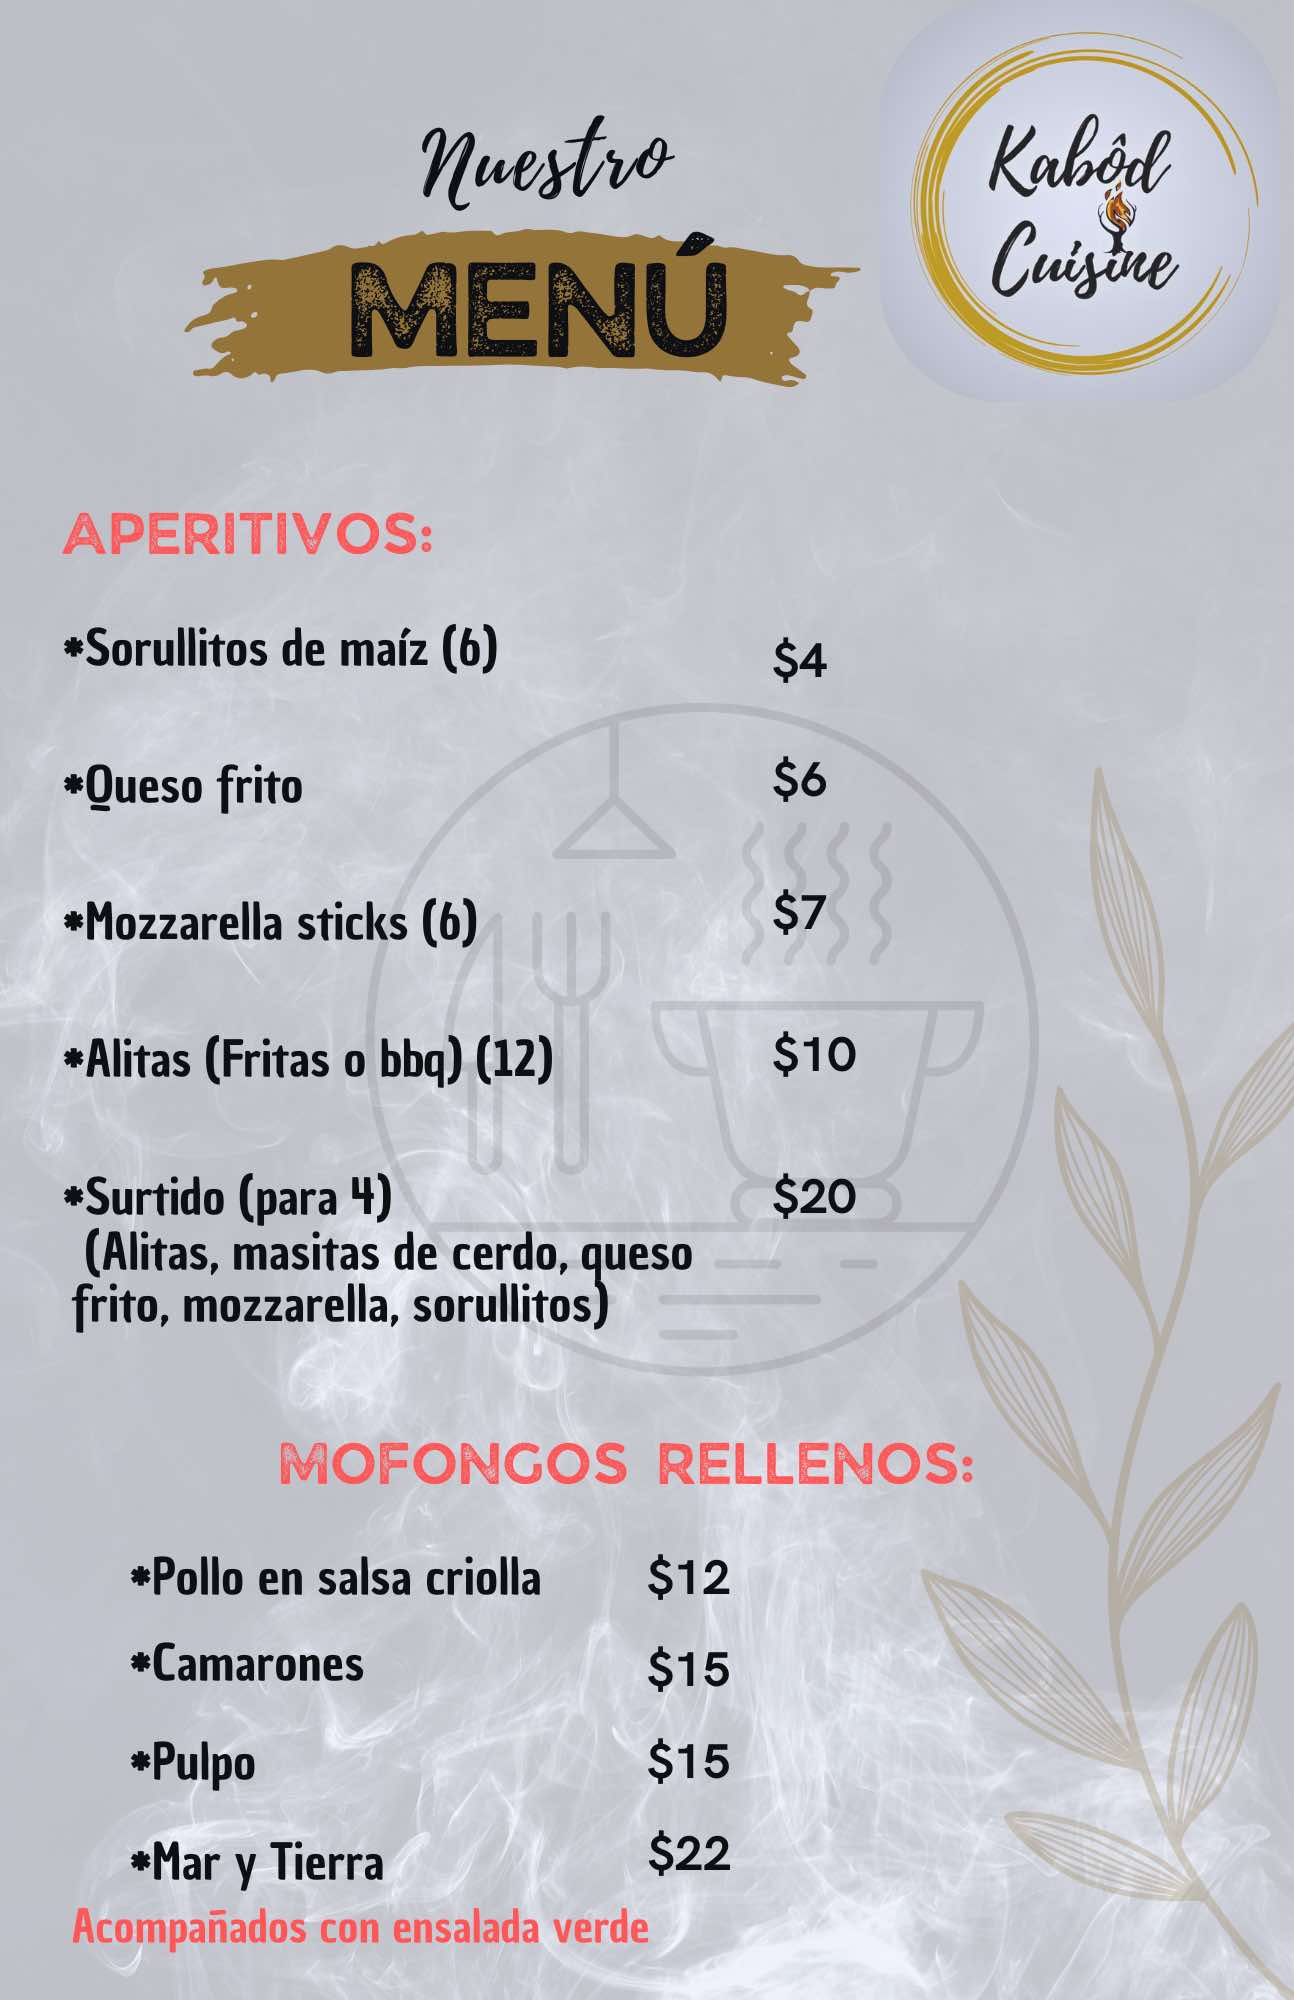 Nuestro
MENÚ
Kabôd
Cuisine
APERITIVOS:
*Sorullitos de maíz (6) $4
*Queso frito $6
*Mozzarella sticks (6) $7
*Alitas (Fritas o bbq) (12) $10
*Surtido (para 4) $20
(Alitas, masitas de cerdo, queso
frito, mozzarella, sorullitos)
MOFONGOS RELLENOS:
*Pollo en salsa criolla $12
*Camarones $15
*Pulpo $15
*Mar y Tierra $22
Acompañados con ensalada verde